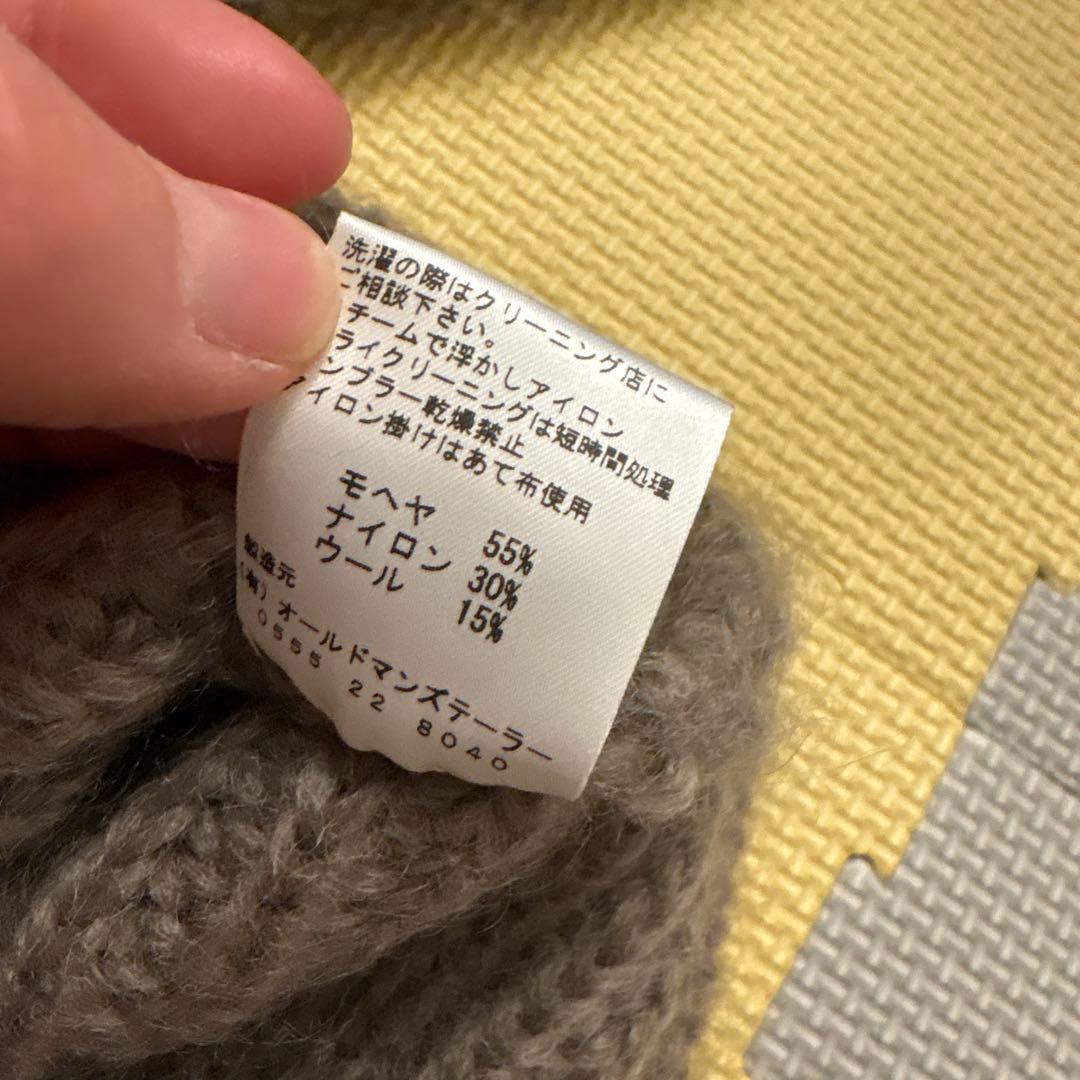 洗濯の際はクリーニング店に
ご相談下さい。
チームで浮かしアイロン
ライクリーニングは短時間処理
ンブラー乾燥禁止
アイロン掛けはあて布使用
モヘヤ 55%
ナイロン 30%
ウール 15%
製造元
(有)オールドマンズテーラー
0555 22 8040